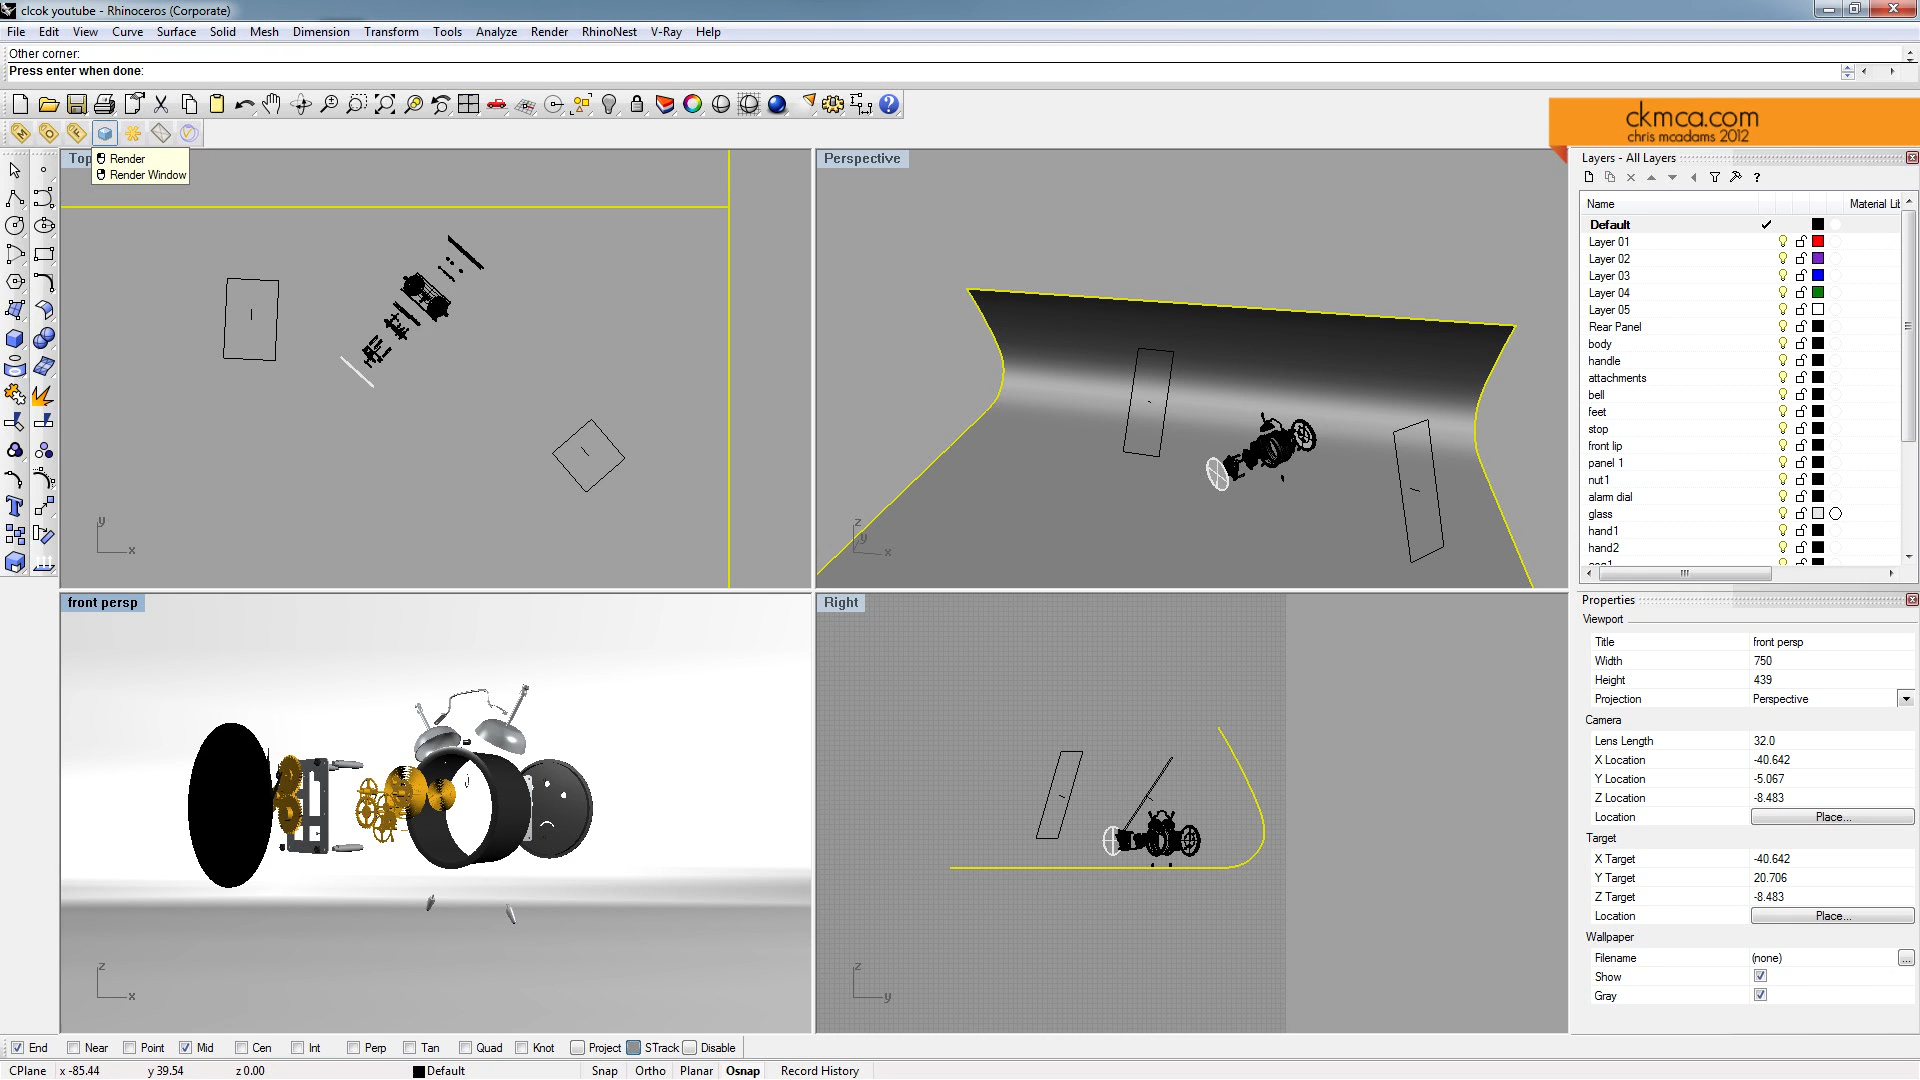 clcok youtube - Rhinoceros (Corporate)
File Edit View Curve Surface Solid Mesh Dimension Transform Tools Analyze Render RhinoNest V-Ray Help
Other corner:
Press enter when done:
ckmca.com
chris mcadams 2012
Top
Render
Render Window
Perspective
Layers - All Layers
Name Material Lib
Default
Layer 01
Layer 02
Layer 03
Layer 04
Layer 05
Rear Panel
body
handle
attachments
bell
feet
stop
front lip
panel 1
nut1
alarm dial
glass
hand1
hand2
y
x
z
y
x
front persp
Right
z
x
z
y
Properties
Viewport
Title front persp
Width 750
Height 439
Projection Perspective
Camera
Lens Length 32.0
X Location -40.642
Y Location -5.067
Z Location -8.483
Location Place...
Target
X Target -40.642
Y Target 20.706
Z Target -8.483
Location Place...
Wallpaper
Filename (none) ...
Show
Gray
End Near Point Mid Cen Int Perp Tan Quad Knot Project STrack Disable
CPlane x -85.44 y 39.54 z 0.00 Default Snap Ortho Planar Osnap Record History